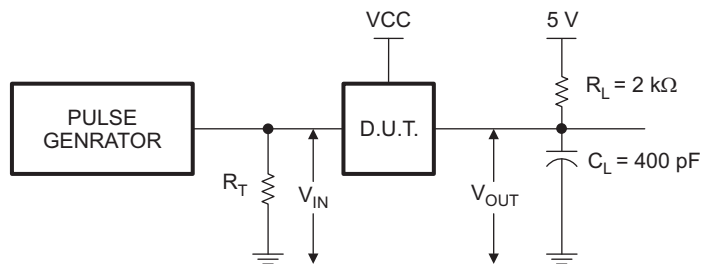 VCC
5 V
R_L = 2 kΩ
PULSE
GENRATOR
D.U.T.
R_T
V_IN
V_OUT
C_L = 400 pF